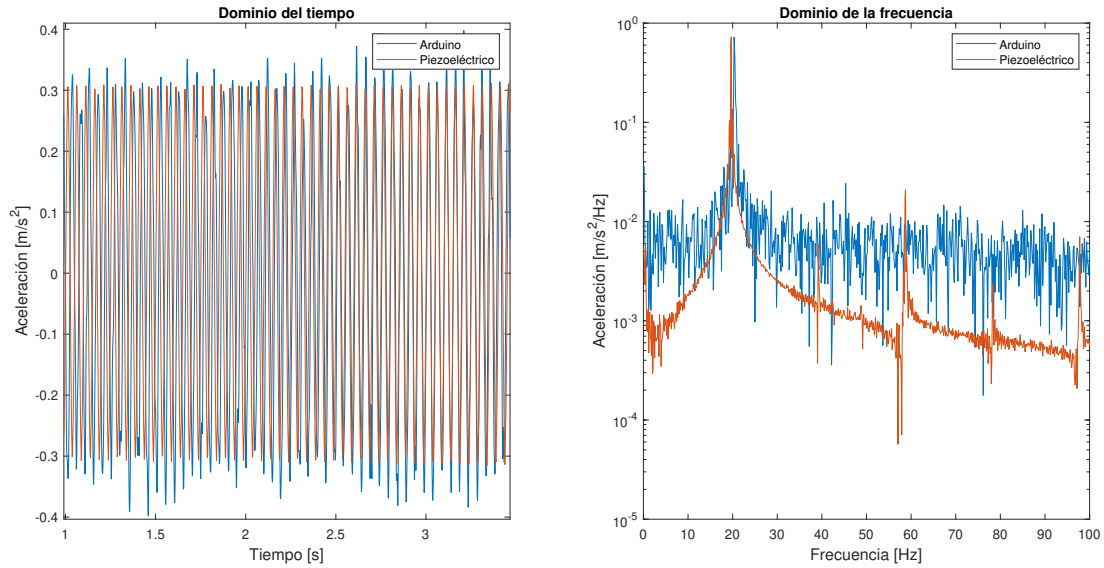 Dominio del tiempo
Arduino
Piezoeléctrico
Aceleración [m/s²]
0.4
0.3
0.2
0.1
0
-0.1
-0.2
-0.3
-0.4
1 1.5 2 2.5 3
Tiempo [s]
Dominio de la frecuencia
Arduino
Piezoeléctrico
Aceleración [m/s²/Hz]
10⁰
10⁻¹
10⁻²
10⁻³
10⁻⁴
10⁻⁵
0 10 20 30 40 50 60 70 80 90 100
Frecuencia [Hz]